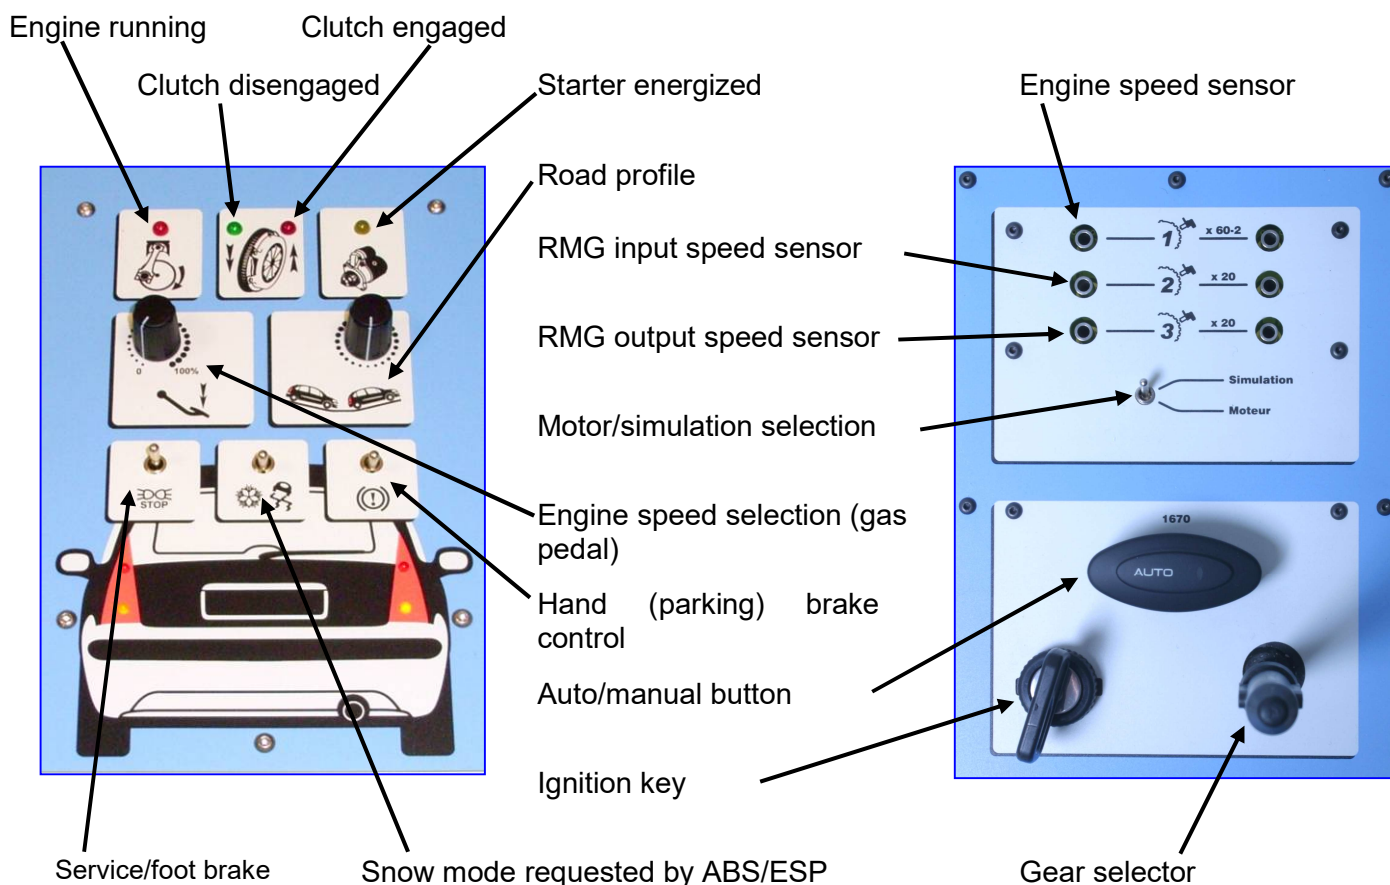 Engine running
Clutch engaged
Clutch disengaged
Starter energized
Engine speed sensor
Road profile
RMG input speed sensor
RMG output speed sensor
Motor/simulation selection
Engine speed selection (gas
pedal)
Hand (parking) brake
control
Auto/manual button
Ignition key
Service/foot brake
Snow mode requested by ABS/ESP
Gear selector
0 100%
STOP
1 x 60-2
2 x 20
3 x 20
Simulation
Moteur
1670
AUTO